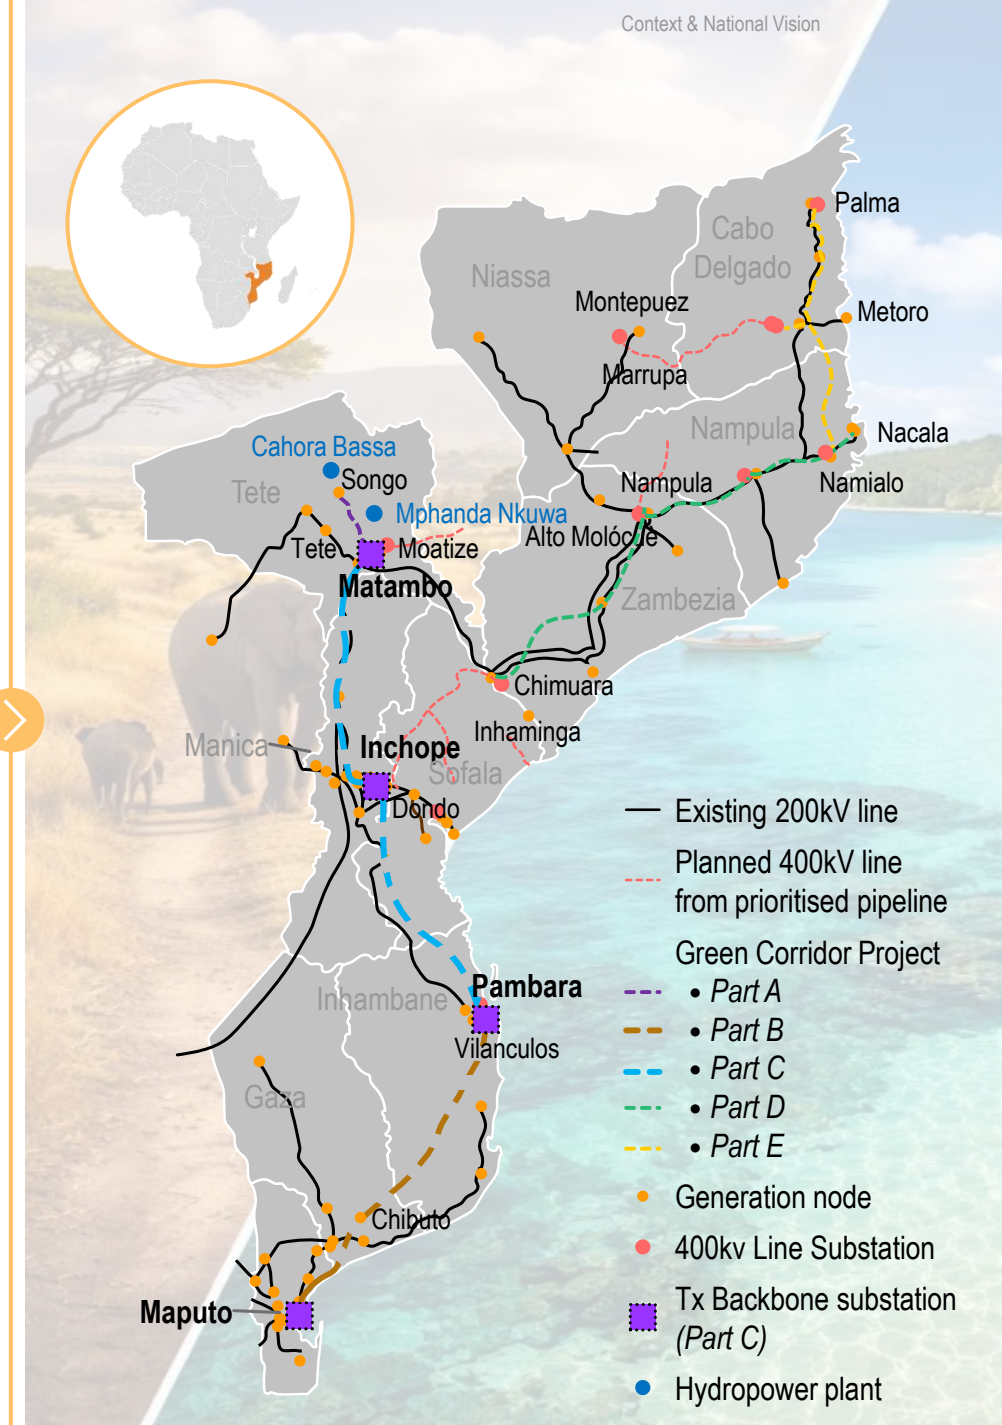 Context & National Vision
Palma
Cabo
Delgado
Niassa
Montepuez
Metoro
Marrupa
Nampula
Nacala
Cahora Bassa
Songo
Nampula
Namialo
Tete
Mphanda Nkuwa
Alto Molócue
Tete
Moatize
Matambo
Zambezia
Chimuara
Inhaminga
Manica
Inchope
Sofala
Dondo
Existing 200kV line
Planned 400kV line
from prioritised pipeline
Green Corridor Project
• Part A
• Part B
• Part C
• Part D
• Part E
Pambara
Inhambane
Vilanculos
Gaza
Chibuto
Maputo
Generation node
400kv Line Substation
Tx Backbone substation
(Part C)
Hydropower plant